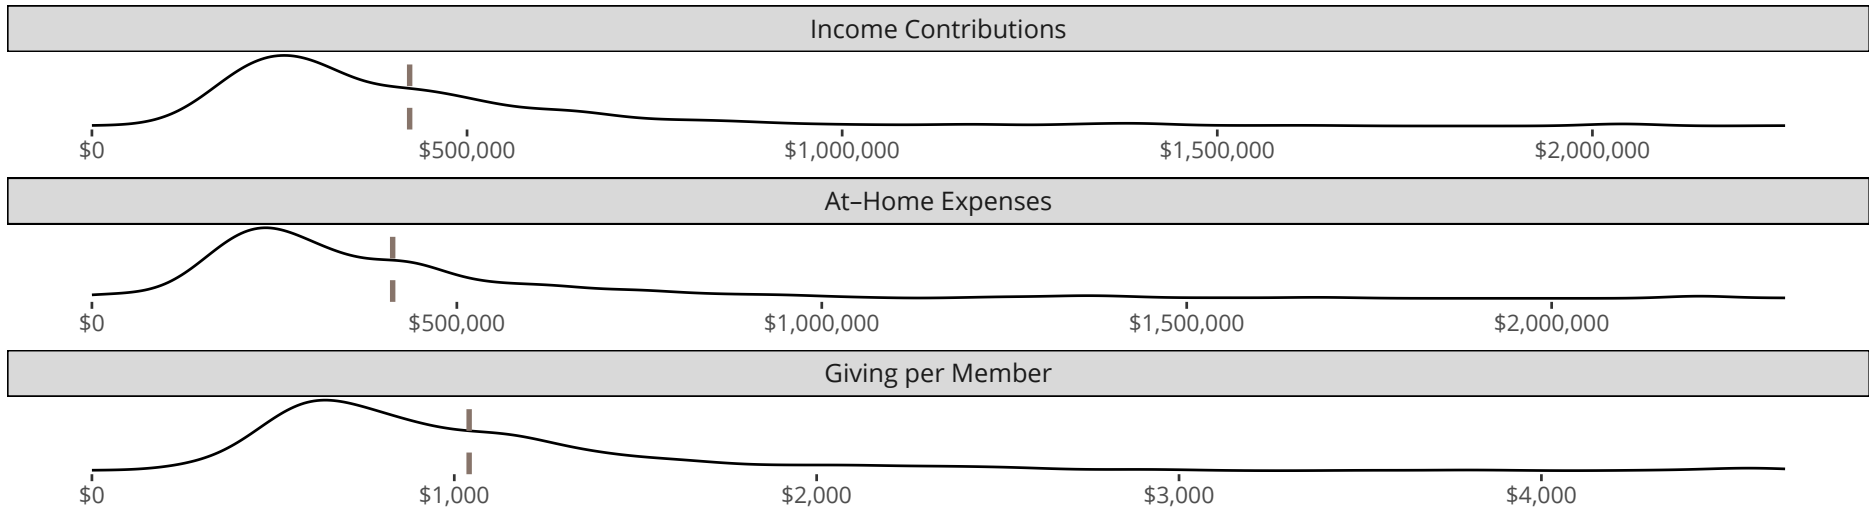 Income Contributions
$0 $500,000 $1,000,000 $1,500,000 $2,000,000
At–Home Expenses
$0 $500,000 $1,000,000 $1,500,000 $2,000,000
Giving per Member
$0 $1,000 $2,000 $3,000 $4,000